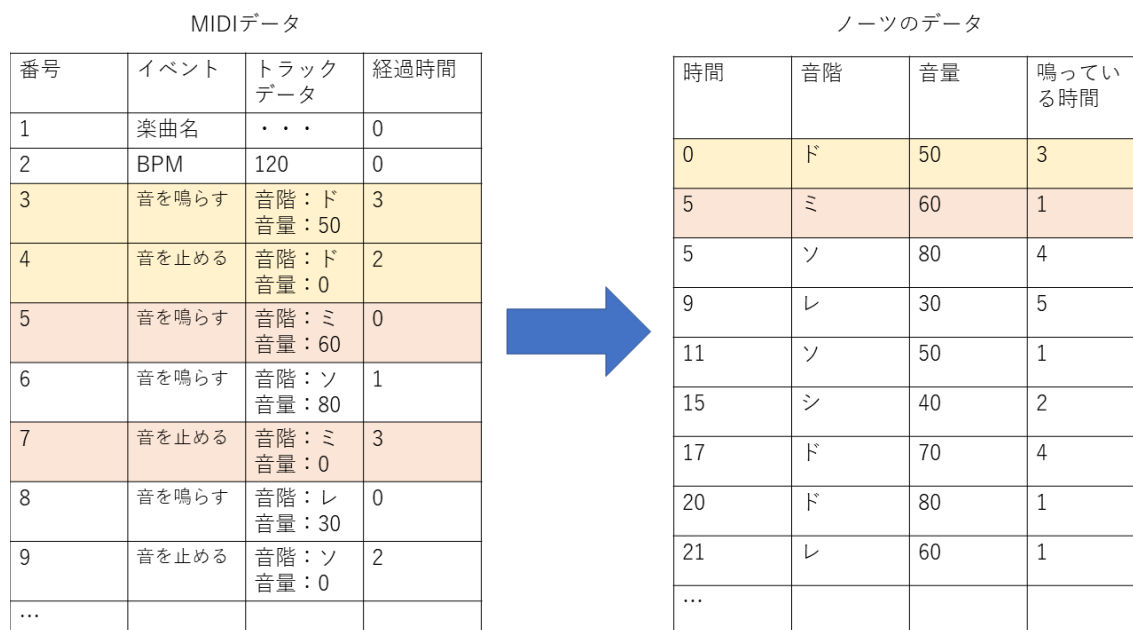 MIDIデータ
番号 イベント トラック 経過時間
データ
1 楽曲名 ・・・ 0
2 BPM 120 0
3 音を鳴らす 音階：ド 3
音量：50
4 音を止める 音階：ド 2
音量：0
5 音を鳴らす 音階：ミ 0
音量：60
6 音を鳴らす 音階：ソ 1
音量：80
7 音を止める 音階：ミ 3
音量：0
8 音を鳴らす 音階：レ 0
音量：30
9 音を止める 音階：ソ 2
音量：0
…
ノーツのデータ
時間 音階 音量 鳴ってい
る時間
0 ド 50 3
5 ミ 60 1
5 ソ 80 4
9 レ 30 5
11 ソ 50 1
15 シ 40 2
17 ド 70 4
20 ド 80 1
21 レ 60 1
…